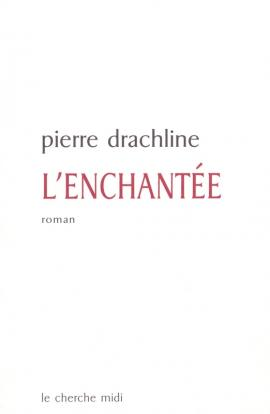 pierre drachline
L'ENCHANTÉE
roman
le cherche midi